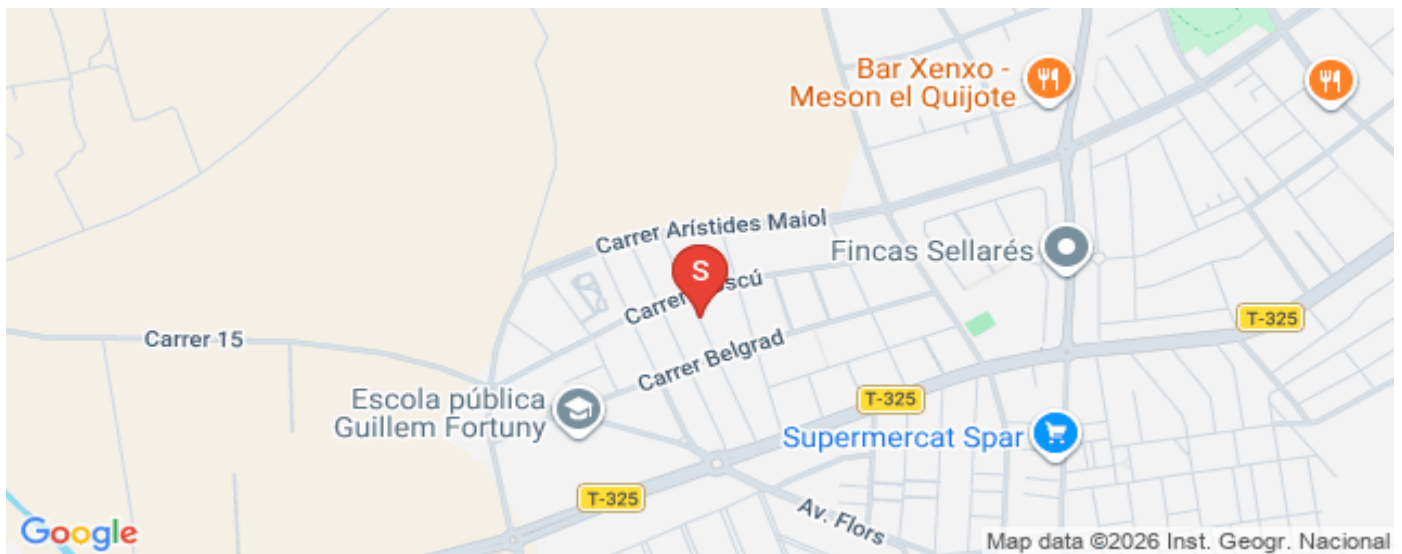 Bar Xenxo -
Meson el Quijote
Carrer Arístides Maiol
Fincas Sellarés
S
Carrer
T-325
Carrer 15
Carrer Belgrad
Escola pública
Guillem Fortuny
T-325
Supermercat Spar
T-325
Av. Flors
Google
Map data ©2026 Inst. Geogr. Nacional